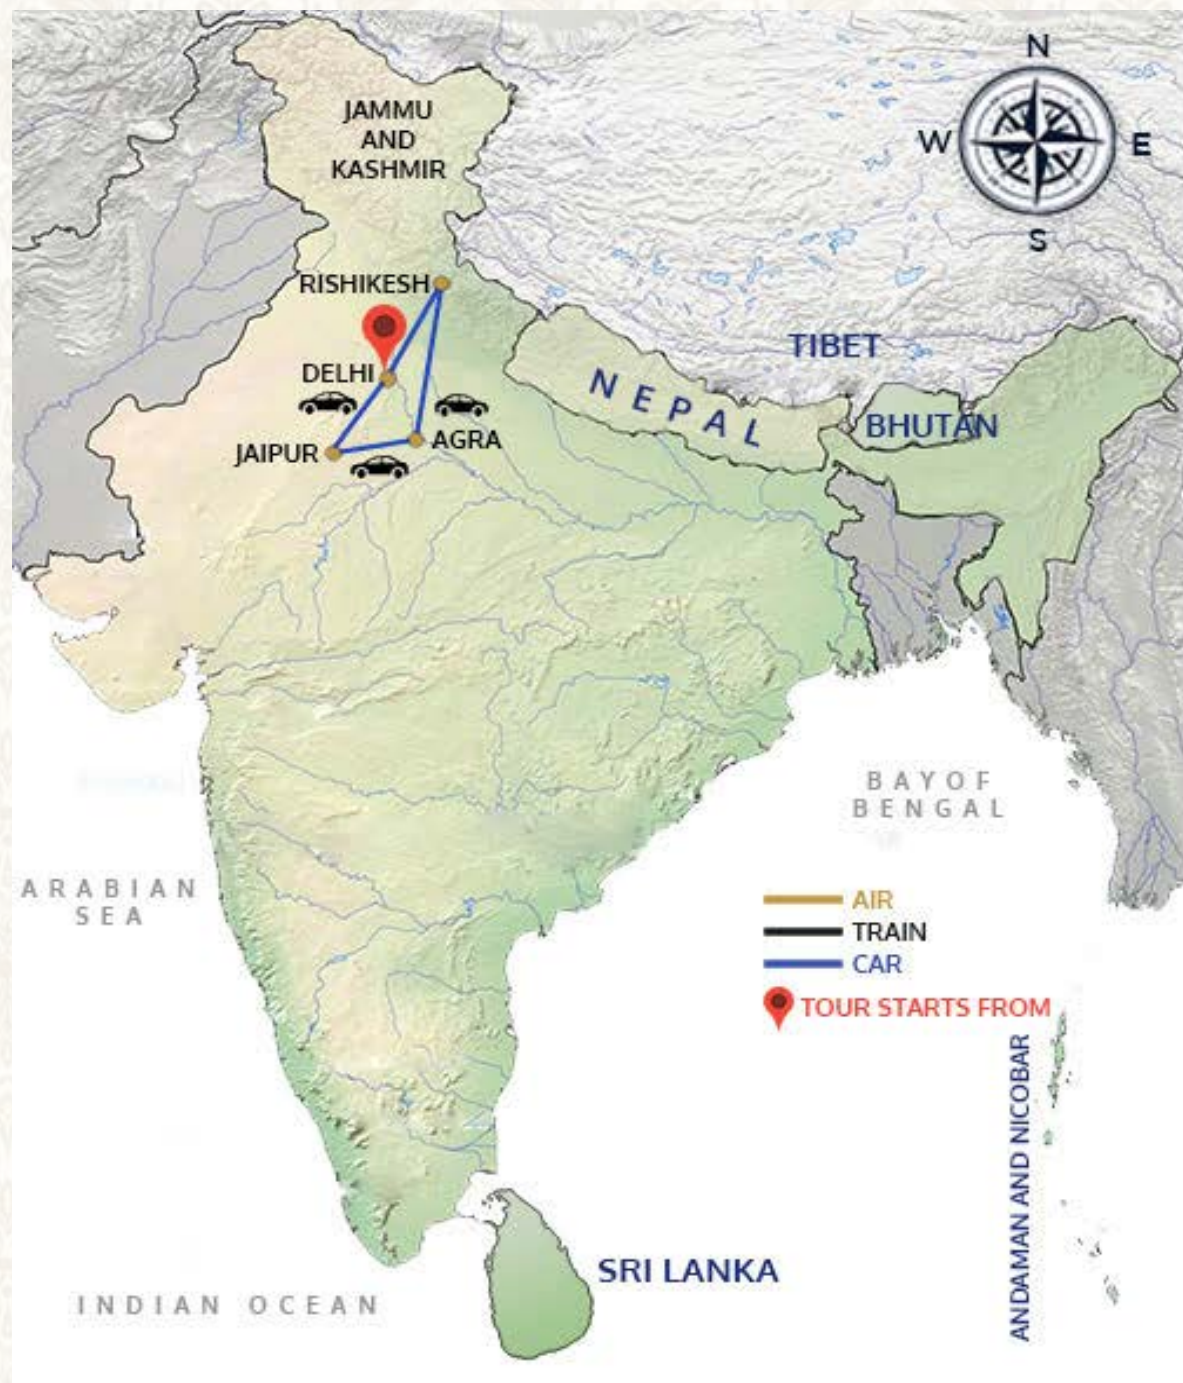 N
W
E
S
JAMMU
AND
KASHMIR
RISHIKESH
TIBET
DELHI
NEPAL
BHUTAN
JAIPUR
AGRA
BAY OF
BENGAL
ARABIAN
SEA
AIR
TRAIN
CAR
TOUR STARTS FROM
ANDAMAN AND NICOBAR
SRI LANKA
INDIAN OCEAN